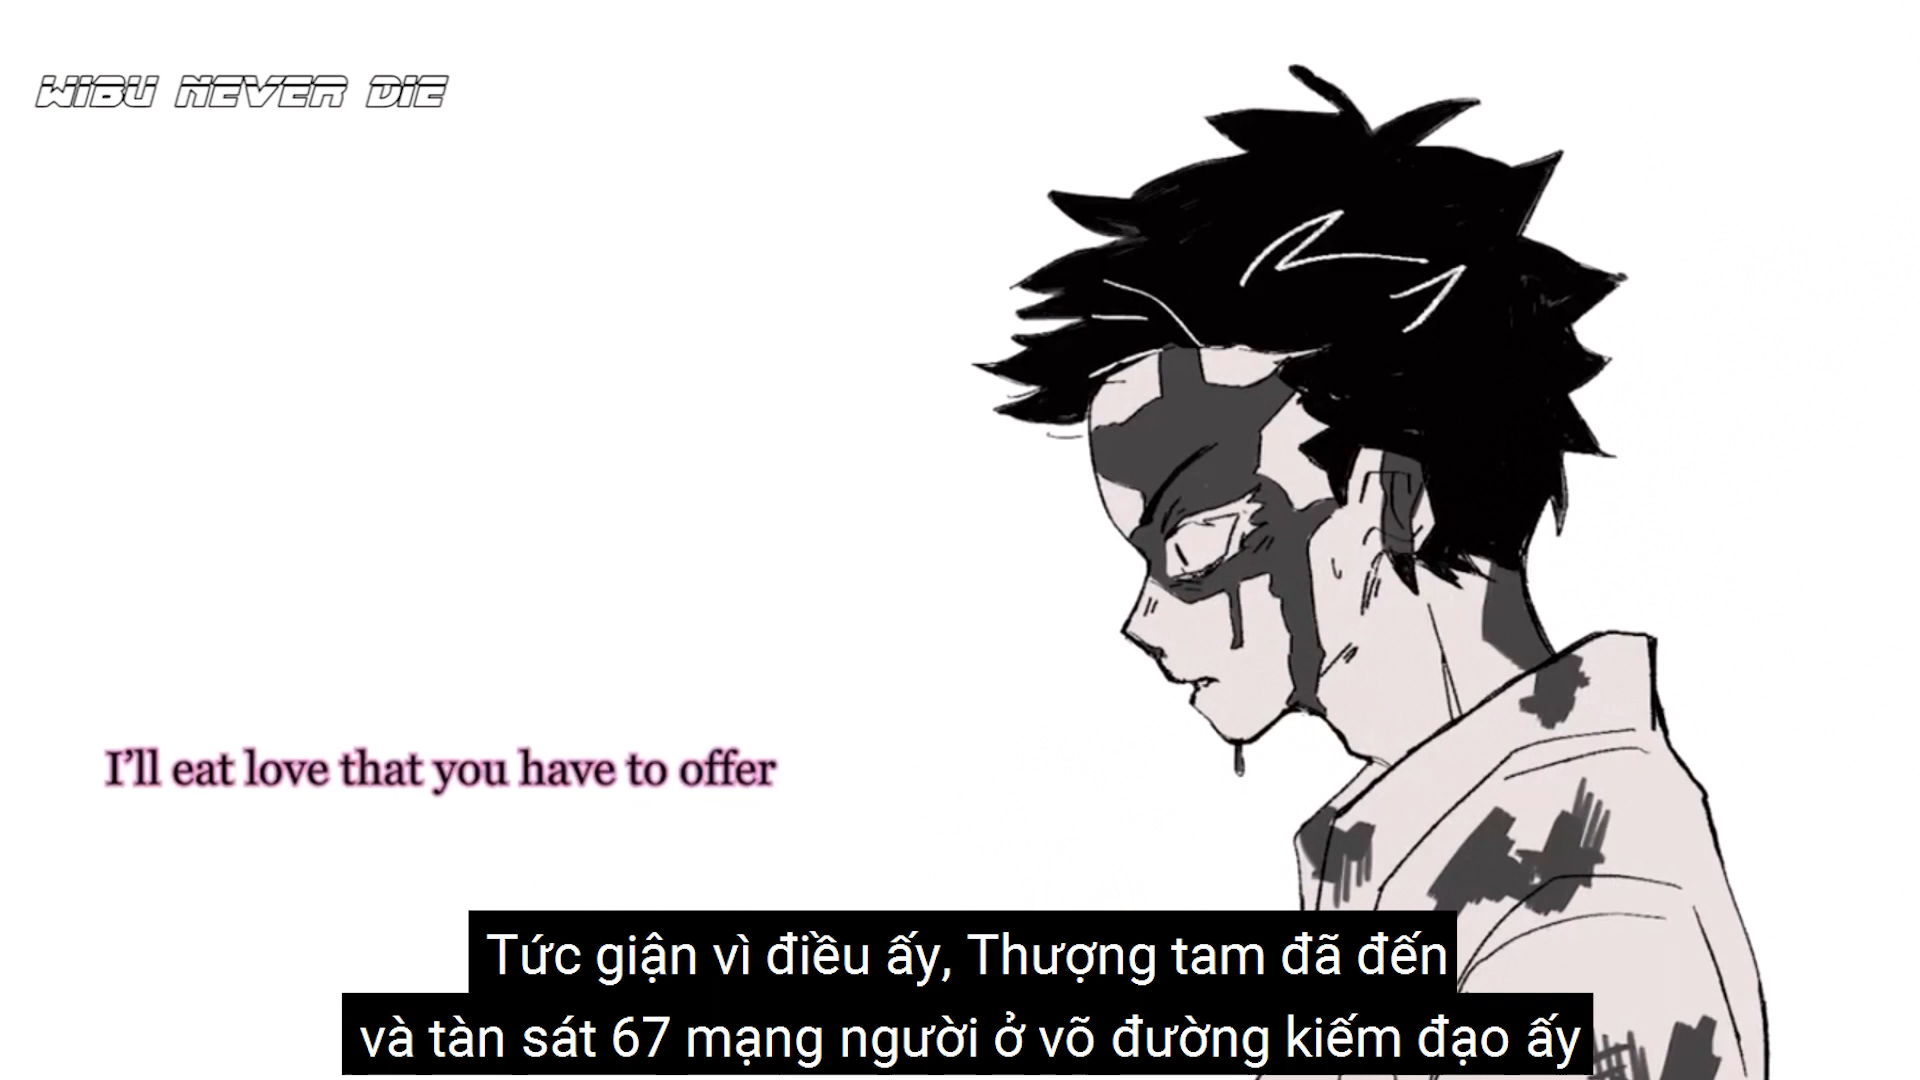 WIBU NEVER DIE
I'll eat love that you have to offer
Tức giận vì điều ấy, Thượng tam đã đến
và tàn sát 67 mạng người ở võ đường kiếm đạo ấy